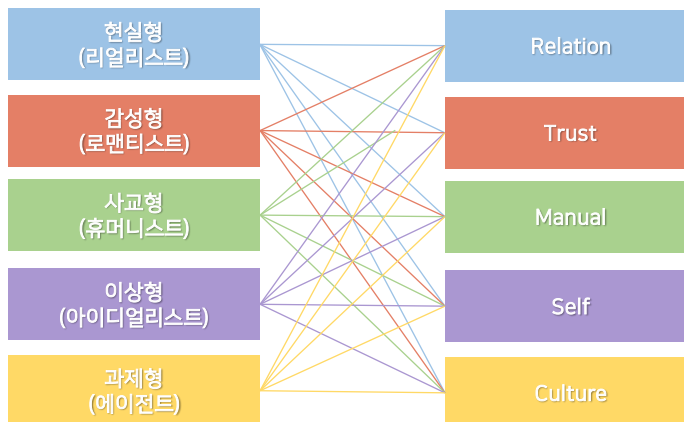 현실형
(리얼리스트)
Relation
감성형
(로맨티스트)
Trust
사교형
(휴머니스트)
Manual
이상형
(아이디얼리스트)
Self
과제형
(에이전트)
Culture